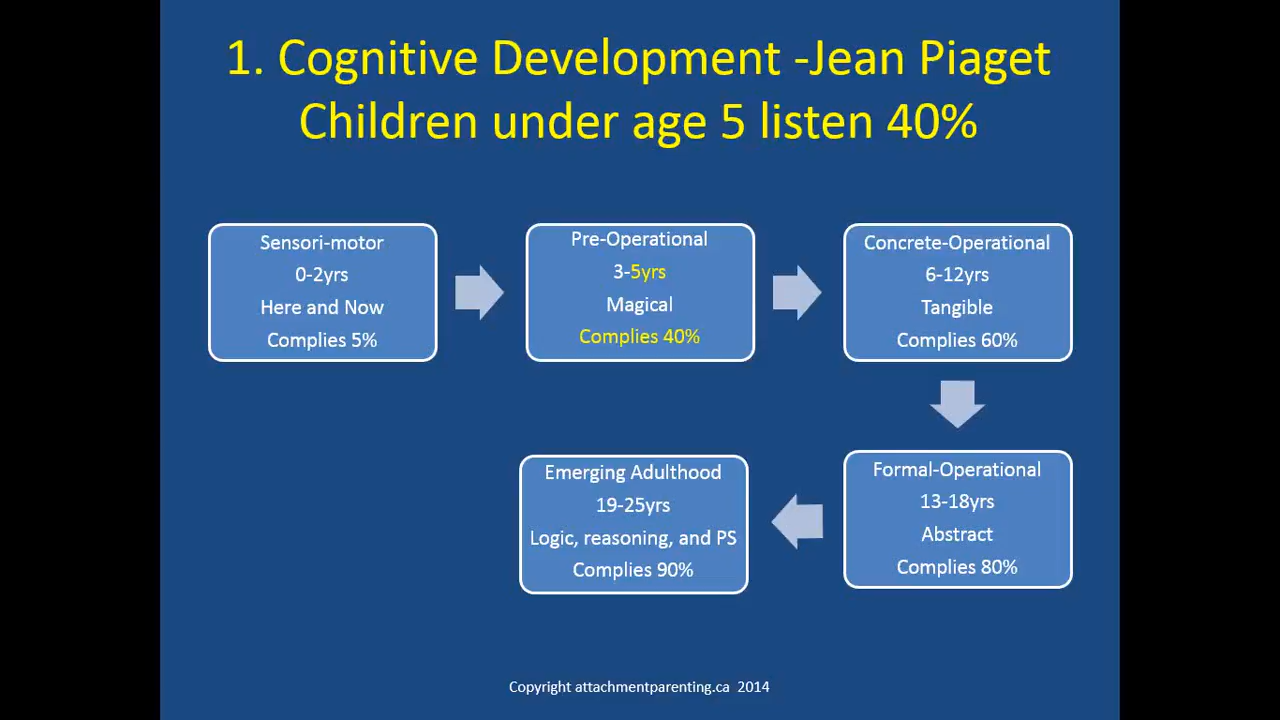 1. Cognitive Development -Jean Piaget
Children under age 5 listen 40%
Sensori-motor
0-2yrs
Here and Now
Complies 5%
Pre-Operational
3-5yrs
Magical
Complies 40%
Concrete-Operational
6-12yrs
Tangible
Complies 60%
Formal-Operational
13-18yrs
Abstract
Complies 80%
Emerging Adulthood
19-25yrs
Logic, reasoning, and PS
Complies 90%
Copyright attachmentparenting.ca 2014